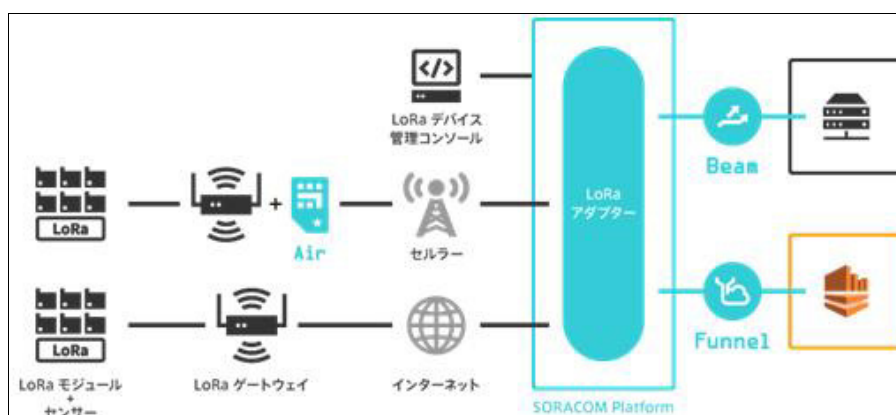 </>
LoRa デバイス
管理コンソール
LoRa
+
Air
セルラー
LoRa
アダプター
Beam
LoRa
Funnel
LoRa モジュール
+
センサー
LoRa ゲートウェイ
インターネット
SORACOM Platform